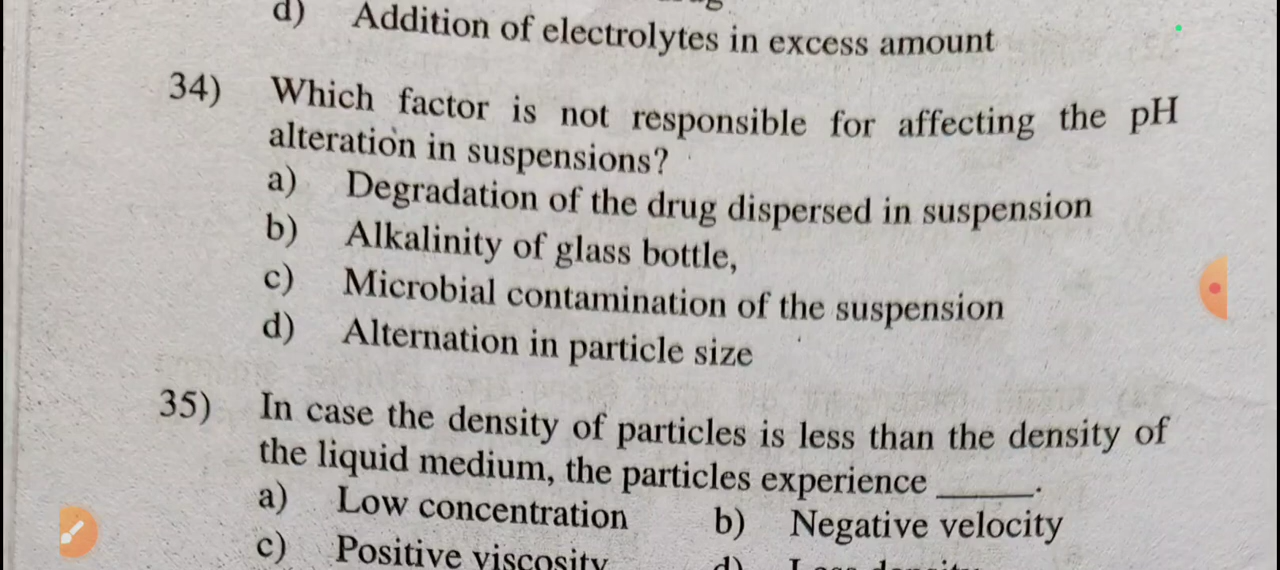 d) Addition of electrolytes in excess amount
34) Which factor is not responsible for affecting the pH
alteration in suspensions?
a) Degradation of the drug dispersed in suspension
b) Alkalinity of glass bottle,
c) Microbial contamination of the suspension
d) Alternation in particle size
35) In case the density of particles is less than the density of
the liquid medium, the particles experience ______.
a) Low concentration b) Negative velocity
c) Positive viscosity d)